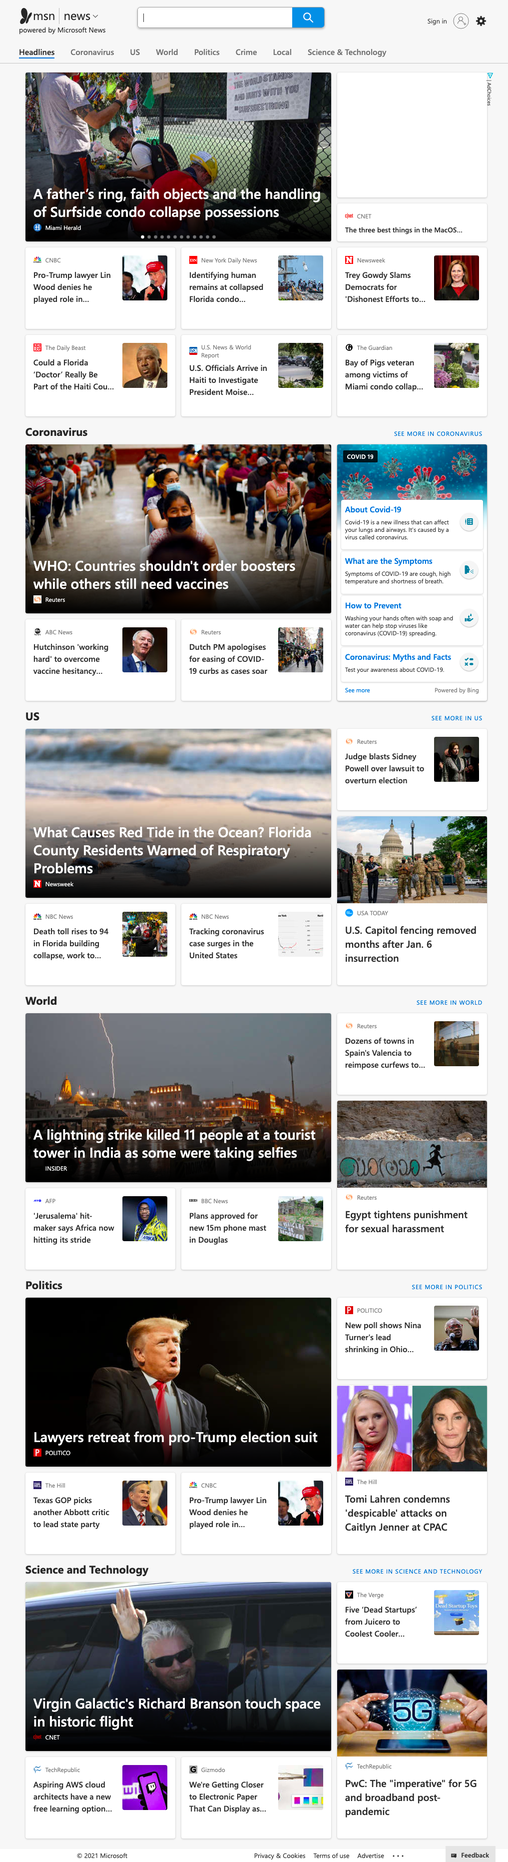 msn | news
powered by Microsoft News
Sign in
Headlines Coronavirus US World Politics Crime Local Science & Technology
AdChoices
A father's ring, faith objects and the handling
of Surfside condo collapse possessions
Miami Herald
CNET
The three best things in the MacOS...
CNBC
Pro-Trump lawyer Lin
Wood denies he
played role in...
New York Daily News
Identifying human
remains at collapsed
Florida condo...
Newsweek
Trey Gowdy Slams
Democrats for
'Dishonest Efforts to...
The Daily Beast
Could a Florida
'Doctor' Really Be
Part of the Haiti Cou...
U.S. News & World
Report
U.S. Officials Arrive in
Haiti to Investigate
President Moise...
The Guardian
Bay of Pigs veteran
among victims of
Miami condo collap...
Coronavirus
SEE MORE IN CORONAVIRUS
WHO: Countries shouldn't order boosters
while others still need vaccines
Reuters
COVID 19
About Covid-19
Covid-19 is a new illness that can affect
your lungs and airways. It's caused by a
virus called coronavirus.
What are the Symptoms
Symptoms of COVID-19 are cough, high
temperature and shortness of breath.
How to Prevent
Washing your hands often with soap and
water can help stop viruses like
coronavirus (COVID-19) spreading.
Coronavirus: Myths and Facts
Test your awareness about COVID-19.
See more
Powered by Bing
ABC News
Hutchinson 'working
hard' to overcome
vaccine hesitancy...
Reuters
Dutch PM apologises
for easing of COVID-
19 curbs as cases soar
US
SEE MORE IN US
What Causes Red Tide in the Ocean? Florida
County Residents Warned of Respiratory
Problems
Newsweek
Reuters
Judge blasts Sidney
Powell over lawsuit to
overturn election
USA TODAY
U.S. Capitol fencing removed
months after Jan. 6
insurrection
NBC News
Death toll rises to 94
in Florida building
collapse, work to...
NBC News
Tracking coronavirus
case surges in the
United States
World
SEE MORE IN WORLD
A lightning strike killed 11 people at a tourist
tower in India as some were taking selfies
INSIDER
Reuters
Dozens of towns in
Spain's Valencia to
reimpose curfews to...
Reuters
Egypt tightens punishment
for sexual harassment
AFP
'Jerusalema' hit-
maker says Africa now
hitting its stride
BBC News
Plans approved for
new 15m phone mast
in Douglas
Politics
SEE MORE IN POLITICS
Lawyers retreat from pro-Trump election suit
POLITICO
POLITICO
New poll shows Nina
Turner's lead
shrinking in Ohio...
The Hill
Tomi Lahren condemns
'despicable' attacks on
Caitlyn Jenner at CPAC
The Hill
Texas GOP picks
another Abbott critic
to lead state party
CNBC
Pro-Trump lawyer Lin
Wood denies he
played role in...
Science and Technology
SEE MORE IN SCIENCE AND TECHNOLOGY
Virgin Galactic's Richard Branson touch space
in historic flight
CNET
The Verge
Five 'Dead Startups'
from Juicero to
Coolest Cooler...
Dead Startup Toys
5G
TechRepublic
PwC: The "imperative" for 5G
and broadband post-
pandemic
TechRepublic
Aspiring AWS cloud
architects have a new
free learning option...
Gizmodo
We're Getting Closer
to Electronic Paper
That Can Display as...
© 2021 Microsoft
Privacy & Cookies Terms of use Advertise •••
Feedback